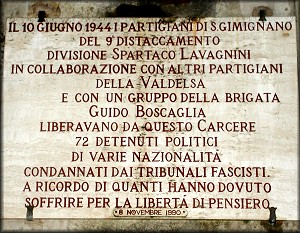 IL 10 GIUGNO 1944 I PARTIGIANI DI S.GIMIGNANO
DEL 9° DISTACCAMENTO
DIVISIONE SPARTACO LAVAGNINI
IN COLLABORAZIONE CON ALTRI PARTIGIANI
DELLA VALDELSA
E CON UN GRUPPO DELLA BRIGATA
GUIDO BOSCAGLIA
LIBERAVANO DA QUESTO CARCERE
72 DETENUTI POLITICI
DI VARIE NAZIONALITÀ
CONDANNATI DAI TRIBUNALI FASCISTI.
A RICORDO DI QUANTI HANNO DOVUTO
SOFFRIRE PER LA LIBERTÁ DI PENSIERO
8 NOVEMBRE 1990